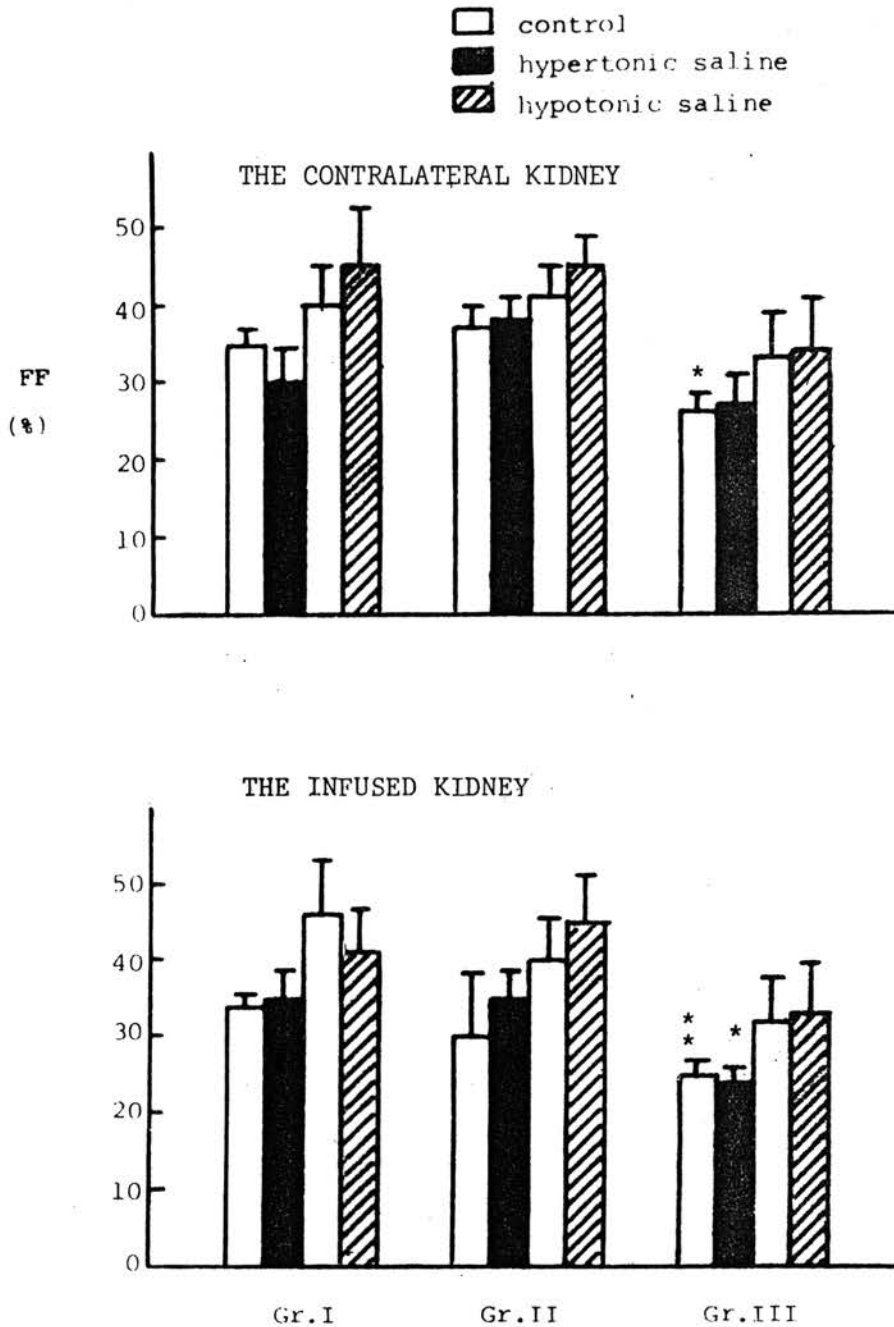 control
hypertonic saline
hypotonic saline
THE CONTRALATERAL KIDNEY
50
40
30
20
10
0
FF
(%)
*
THE INFUSED KIDNEY
50
40
30
20
10
0
*
*
*
Gr.I
Gr.II
Gr.III